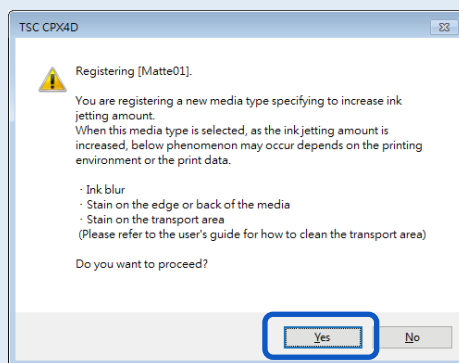 TSC CPX4D
Registering [Matte01].
You are registering a new media type specifying to increase ink
jetting amount.
When this media type is selected, as the ink jetting amount is
increased, below phenomenon may occur depends on the printing
environment or the print data.
· Ink blur
· Stain on the edge or back of the media
· Stain on the transport area
(Please refer to the user's guide for how to clean the transport area)
Do you want to proceed?
Yes
No